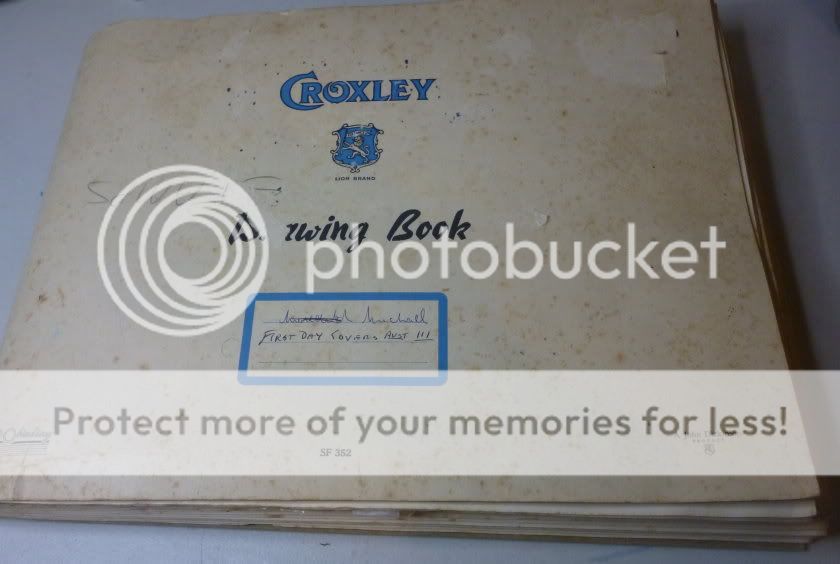 CROXLEY
LION BRAND
Drawing Book
photobucket
Michael
FIRST DAY COVERS AUST III
Protect more of your memories for less!
SF 352